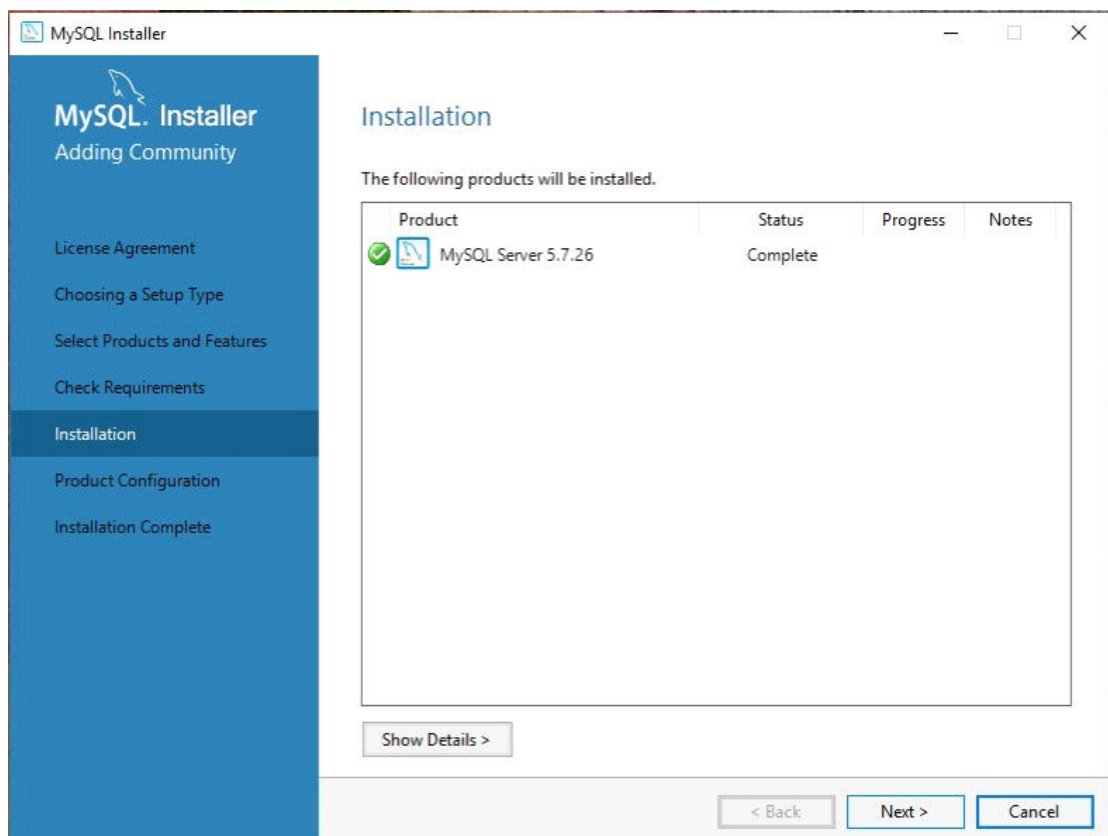 MySQL Installer
MySQL. Installer
Adding Community
License Agreement
Choosing a Setup Type
Select Products and Features
Check Requirements
Installation
Product Configuration
Installation Complete
Installation
The following products will be installed.
Product Status Progress Notes
MySQL Server 5.7.26 Complete
Show Details >
< Back Next > Cancel